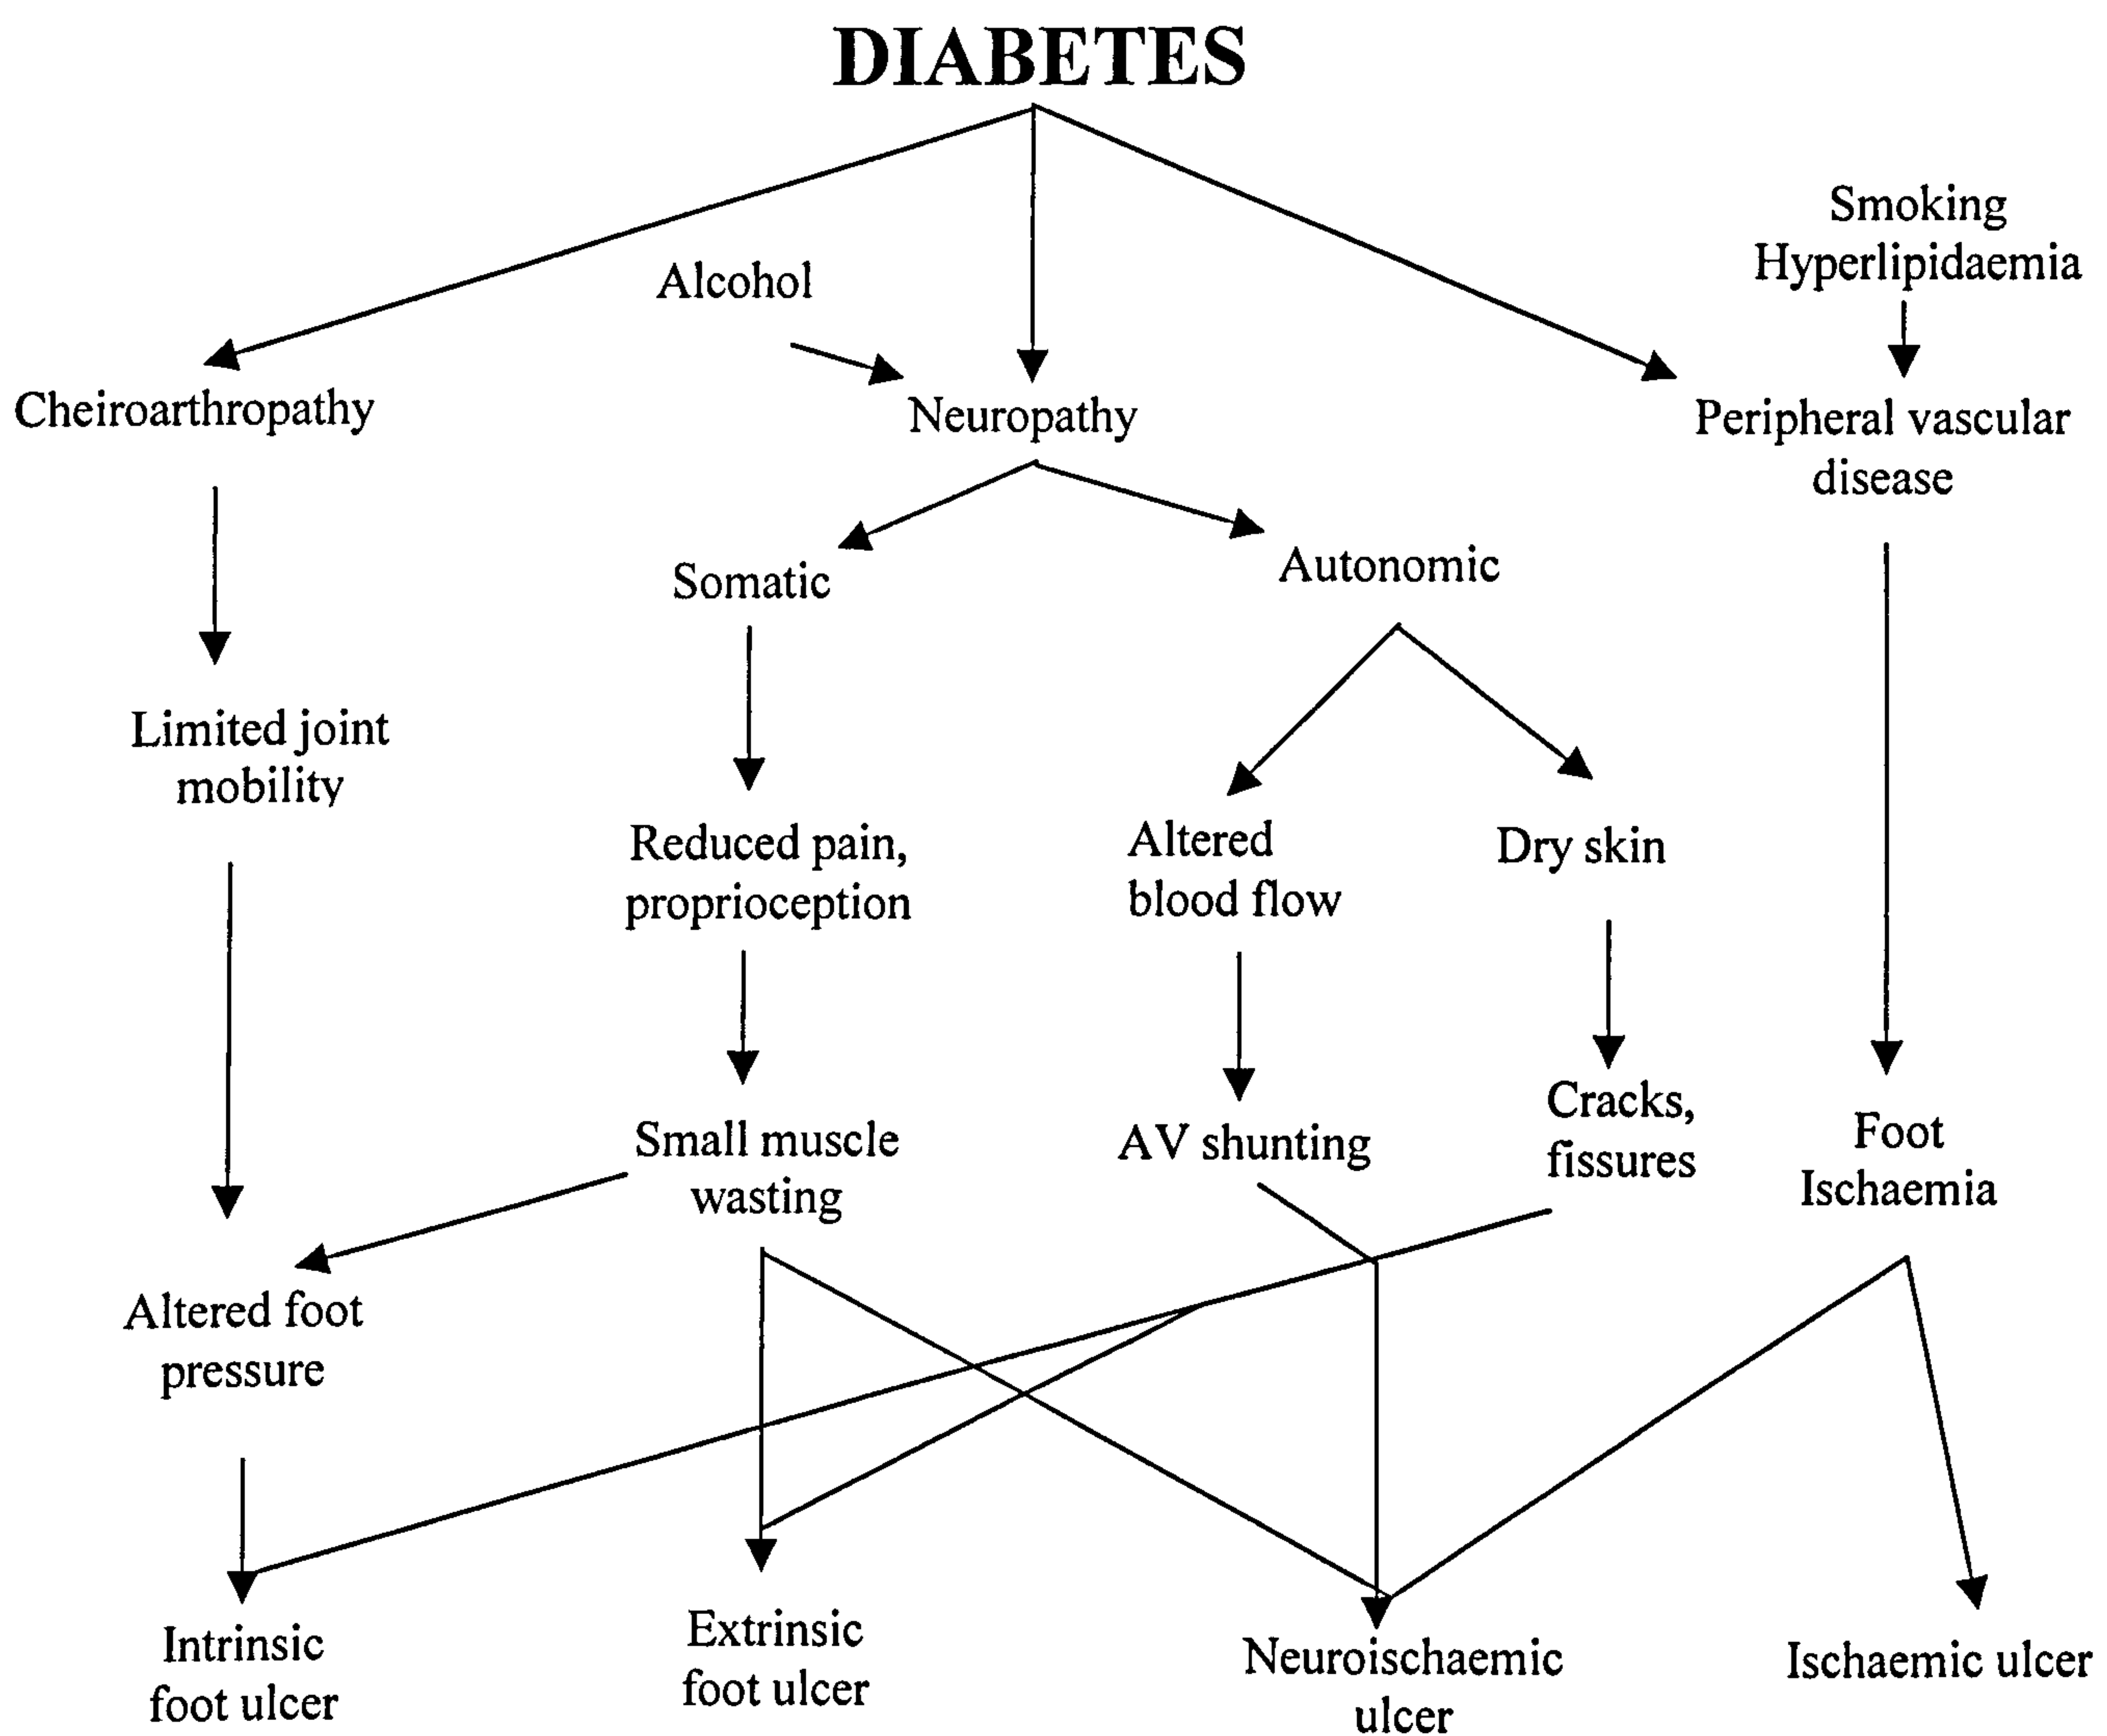 DIABETES
Smoking
Hyperlipidaemia
Alcohol
Cheiroarthropathy
Neuropathy
Peripheral vascular
disease
Somatic
Autonomic
Limited joint
mobility
Reduced pain,
proprioception
Altered
blood flow
Dry skin
Small muscle
wasting
AV shunting
Cracks,
fissures
Foot
Ischaemia
Altered foot
pressure
Intrinsic
foot ulcer
Extrinsic
foot ulcer
Neuroischaemic
ulcer
Ischaemic ulcer